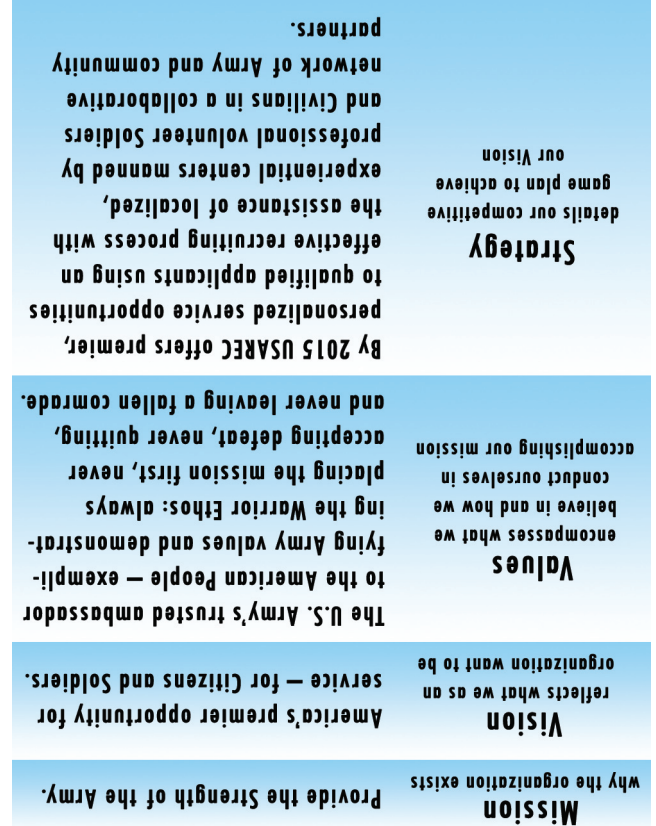 Mission
why the organization exists
Provide the Strength of the Army.
Vision
reflects what we as an
organization want to be
America's premier opportunity for
service — for Citizens and Soldiers.
Values
encompasses what we
believe in and how we
conduct ourselves in
accomplishing our mission
The U.S. Army's trusted ambassador
to the American People — exempli-
fying Army values and demonstrat-
ing the Warrior Ethos: always
placing the mission first, never
accepting defeat, never quitting,
and never leaving a fallen comrade.
Strategy
details our competitive
game plan to achieve
our Vision
By 2015 USAREC offers premier,
personalized service opportunities
to qualified applicants using an
effective recruiting process with
the assistance of localized,
experiential centers manned by
professional volunteer Soldiers
and Civilians in a collaborative
network of Army and community
partners.